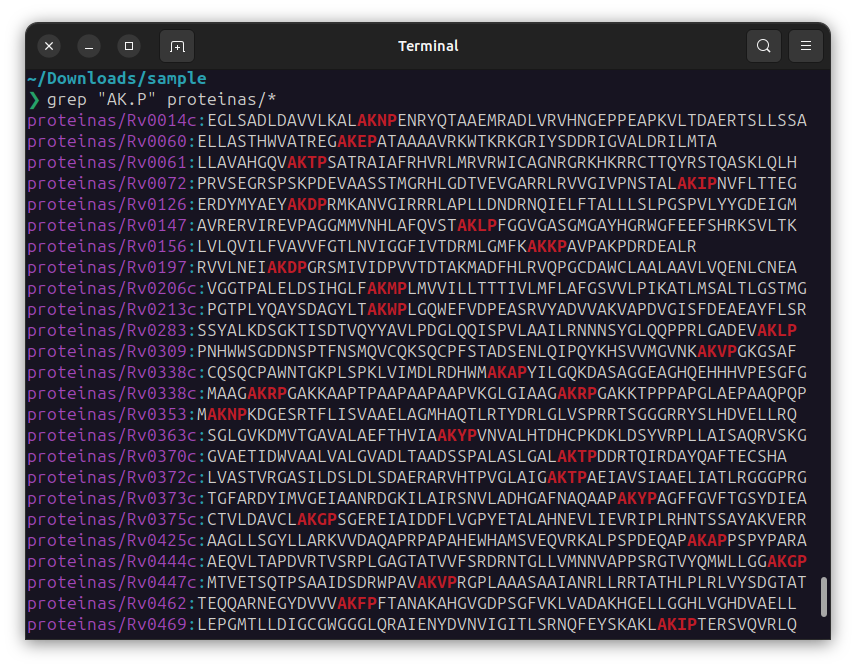 Terminal
~/Downloads/sample
❯ grep "AK.P" proteinas/*
proteinas/Rv0014c:EGLSADLDAVVLKALAKNPENRYQTAAEMRADLVRVHNGEPPEAPKVLTDAERTSLLSSA
proteinas/Rv0060:ELLASTHWVATREGAKEPATAAAAVRKWTKRKGRIYSDDRIGVALDRILMTA
proteinas/Rv0061:LLAVAHGQVAKTPSATRAIAFRHVRLMRVRWICAGNRGRKHKRRCTTQYRSTQASKLQLH
proteinas/Rv0072:PRVSEGRSPSKPDEVAASSTMGRHLGDTVEVGARRLRVVGIVPNSTALAKIPNVFLTTEG
proteinas/Rv0126:ERDYMYAEYAKDPRMKANVGIRRRLAPLLDNDRNQIELFTALLLSLPGSPVLYYGDEIGM
proteinas/Rv0147:AVRERVIREVPAGGMMVNHLAFQVSTAKLPFGGVGASGMGAYHGRWGFEEFSHRKSVLTK
proteinas/Rv0156:LVLQVILFVAVVFGTLNVIGGFIVTDRMLGMFKAKKPAVPAKPDRDEALR
proteinas/Rv0197:RVVLNEIAKDPGRSMIVIDPVVTDTAKMADFHLRVQPGCDAWCLAALAAVLVQENLCNEA
proteinas/Rv0206c:VGGTPALELDSIHGLFAKMPLMVVILLTTTIVLMFLAFGSVVLPIKATLMSALTLGSTMG
proteinas/Rv0213c:PGTPLYQAYSDAGYLTAKWPLGQWEFVDPEASRVYADVVAKVAPDVGISFDEAEAYFLSR
proteinas/Rv0283:SSYALKDSGKTISDTVQYYAVLPDGLQQISPVLAAILRNNNSYGLQQPPRLGADEVAKLP
proteinas/Rv0309:PNHWWSGDDNSPTFNSMQVCQKSQCPFSTADSENLQIPQYKHSVVMGVNKAKVPGKGSAF
proteinas/Rv0338c:CQSQCPAWNTGKPLSPKLVIMDLRDHWMAKAPYILGQKDASAGGEAGHQEHHHVPESGFG
proteinas/Rv0338c:MAAGAKRPGAKKAAPTPAAPAAPAAPVKGLGIAAGAKRPGAKKTPPPAPGLAEPAAQPQP
proteinas/Rv0353:MAKNPKDGESRTFLISVAAELAGMHAQTLRTYDRLGLVSPRRTSGGGRRYSLHDVELLRQ
proteinas/Rv0363c:SGLGVKDMVTGAVALAEFTHVIAAKYPVNVALHTDHCPKDKLDSYVRPLLAISAQRVSKG
proteinas/Rv0370c:GVAETIDWVAALVALGVADLTAADSSPALASLGALAKTPDDRTQIRDAYQAFTECSHA
proteinas/Rv0372c:LVASTVRGASILDSLDLSDAERARVHTPVGLAIGAKTPAEIAVSIAAELIATLRGGGPRG
proteinas/Rv0373c:TGFARDYIMVGEIAANRDGKILAIRSNVLADHGAFNAQAAPAKYPAGFFGVFTGSYDIEA
proteinas/Rv0375c:CTVLDAVCLAKGPSGEREIAIDDFLVGPYETALAHNEVLIEVRIPLRHNTSSAYAKVERR
proteinas/Rv0425c:AAGLLSGYLLARKVVDAQAPRPAPAHEWHAMSVEQVRKALPSPDEQAPAKAPPSPYPARA
proteinas/Rv0444c:AEQVLTAPDVRTVSRPLGAGTATVVFSRDRNTGLLVMNNVAPPSRGTVYQMWLLGGAKGP
proteinas/Rv0447c:MTVETSQTPSAAIDSDRWPAVAKVPRGPLAAASAAIANRLLRRTATHLPLRLVYSDGTAT
proteinas/Rv0462:TEQQARNEGYDVVVAKFPFTANAKAHGVGDPSGFVKLVADAKHGELLGGHLVGHDVAELL
proteinas/Rv0469:LEPGMTLLDIGCGWGGGLQRAIENYDVNVIGITLSRNQFEYSKAKLAKIPTERSVQVRLQ